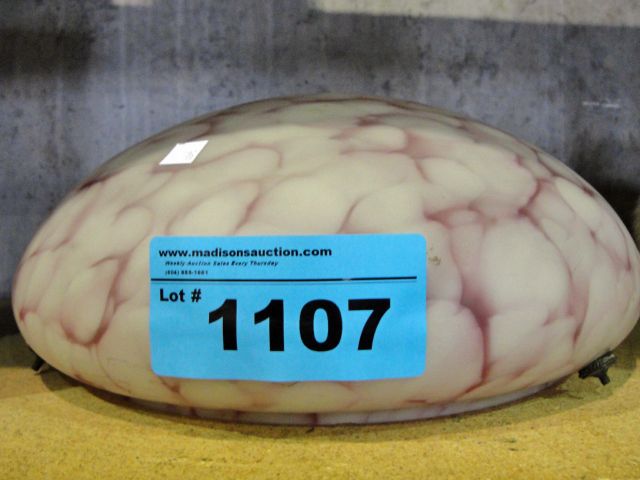 www.madisonsauction.com
Weekly Auction Sales Every Thursday
Lot #
1107